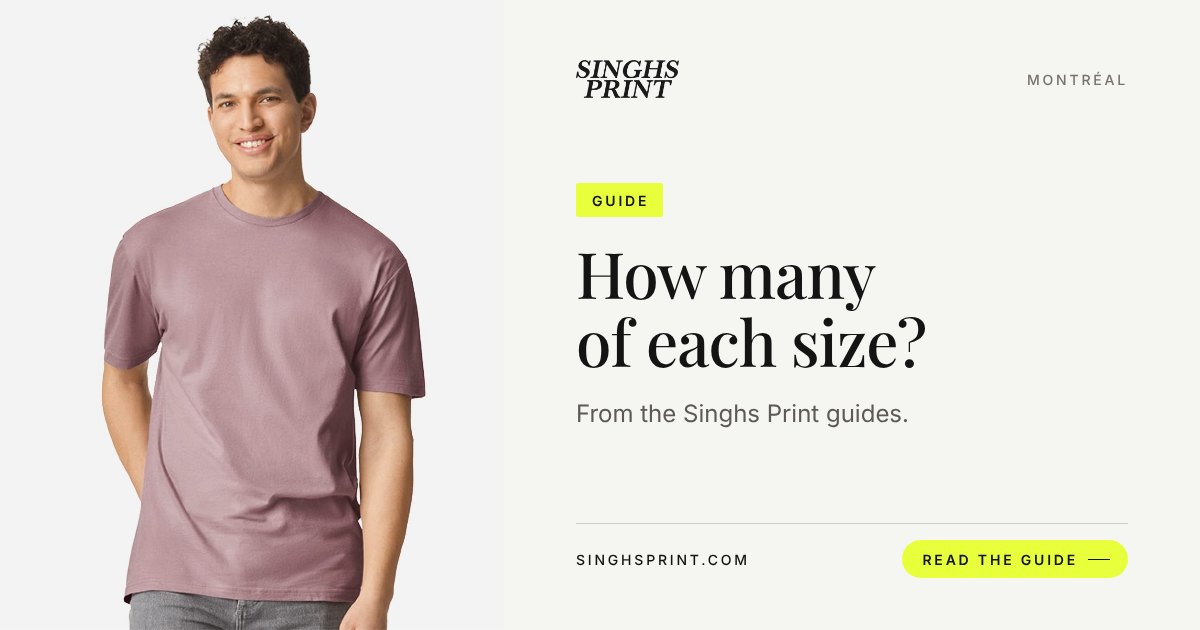 SINGHS
PRINT
MONTRÉAL
GUIDE
How many
of each size?
From the Singhs Print guides.
SINGHSPRINT.COM
READ THE GUIDE